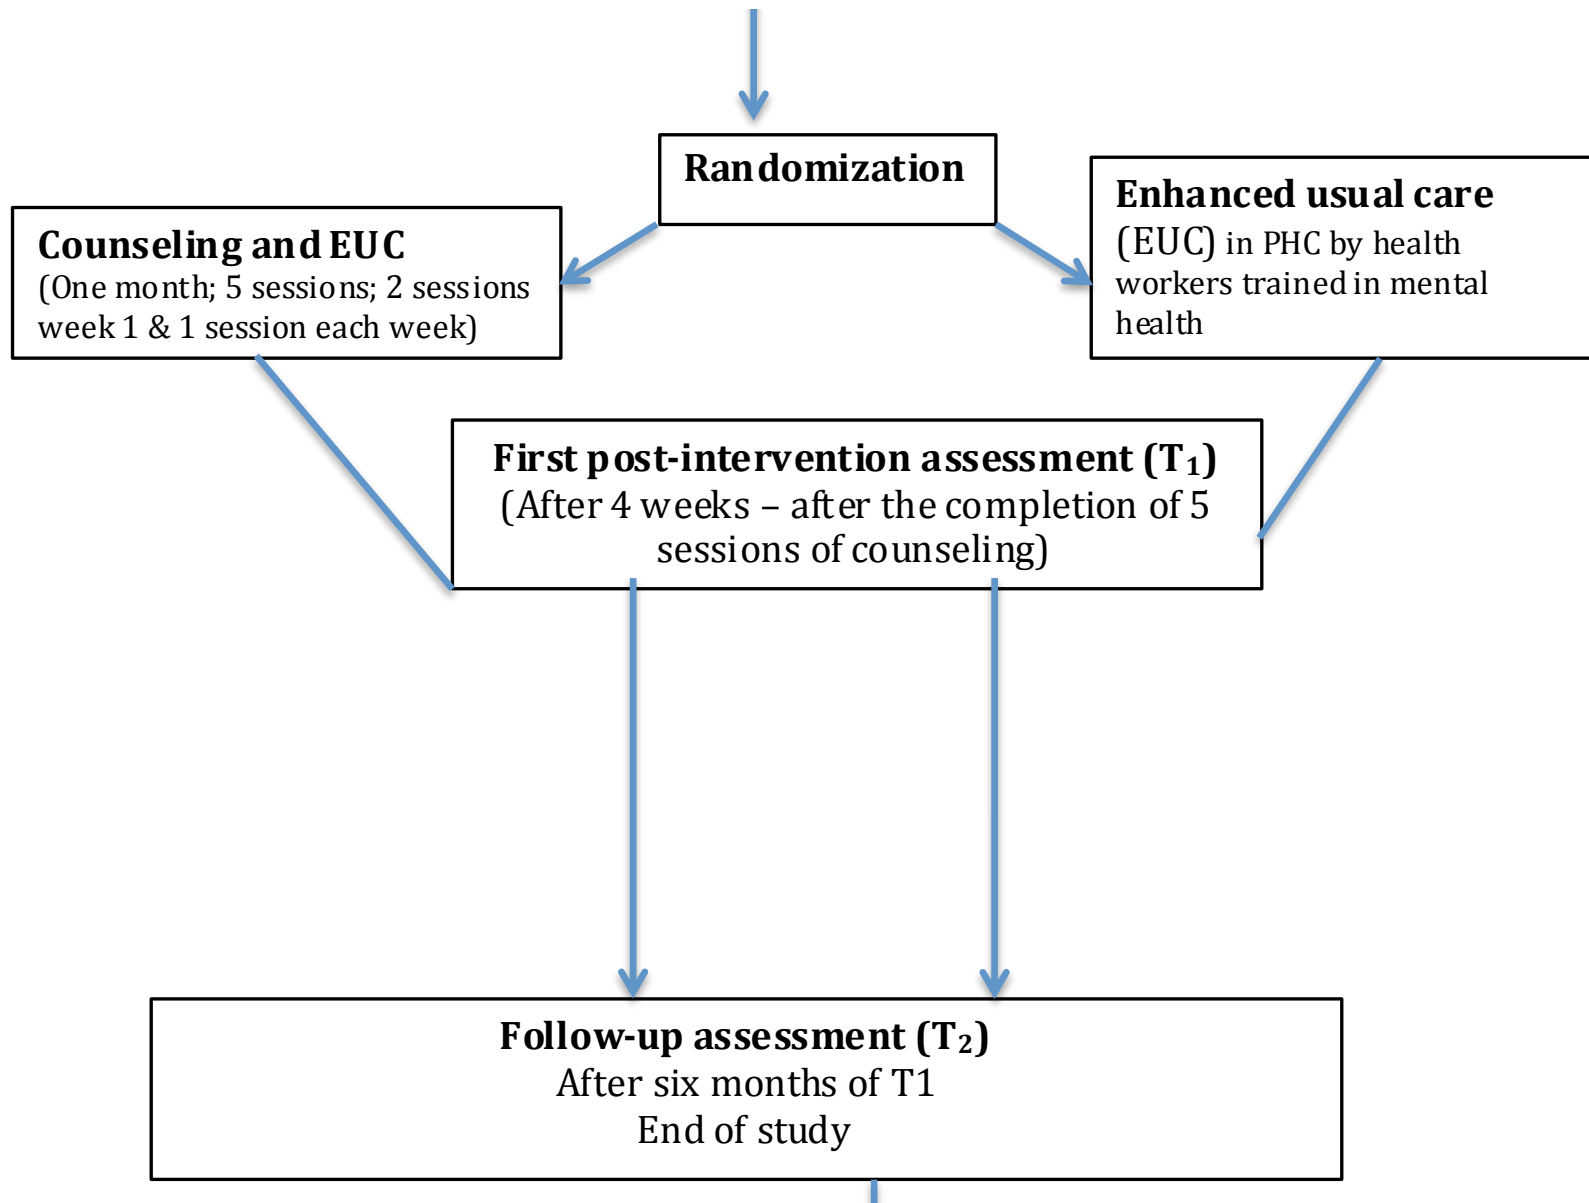 Randomization
Counseling and EUC
(One month; 5 sessions; 2 sessions
week 1 & 1 session each week)
Enhanced usual care
(EUC) in PHC by health
workers trained in mental
health
First post-intervention assessment (T₁)
(After 4 weeks – after the completion of 5
sessions of counseling)
Follow-up assessment (T₂)
After six months of T1
End of study